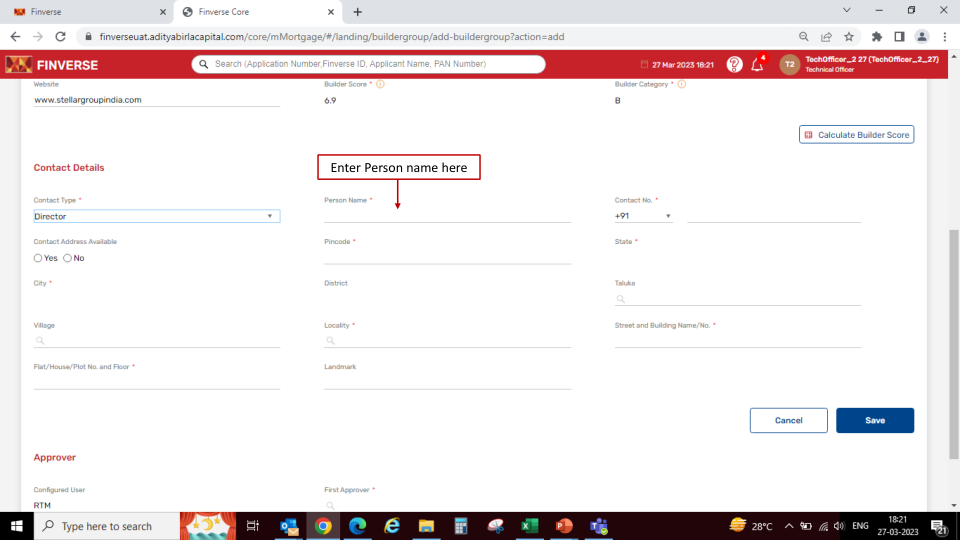 Finverse
Finverse Core
finverseuat.adityabirlacapital.com/core/mMortgage/#/landing/buildergroup/add-buildergroup?action=add
FINVERSE
Search (Application Number,Finverse ID, Applicant Name, PAN Number)
27 Mar 2023 18:21
4
T2
TechOfficer_2 27 (TechOfficer_2_27)
Technical Officer
Website
Builder Score *
Builder Category *
www.stellargroupindia.com
6.9
B
Calculate Builder Score
Contact Details
Enter Person name here
Contact Type *
Person Name *
Contact No. *
Director
+91
Contact Address Available
Pincode *
State *
Yes
No
City *
District
Taluka
Village
Locality *
Street and Building Name/No. *
Flat/House/Plot No. and Floor *
Landmark
Cancel
Save
Approver
Configured User
First Approver *
RTM
Type here to search
28°C
ENG
18:21
27-03-2023
21